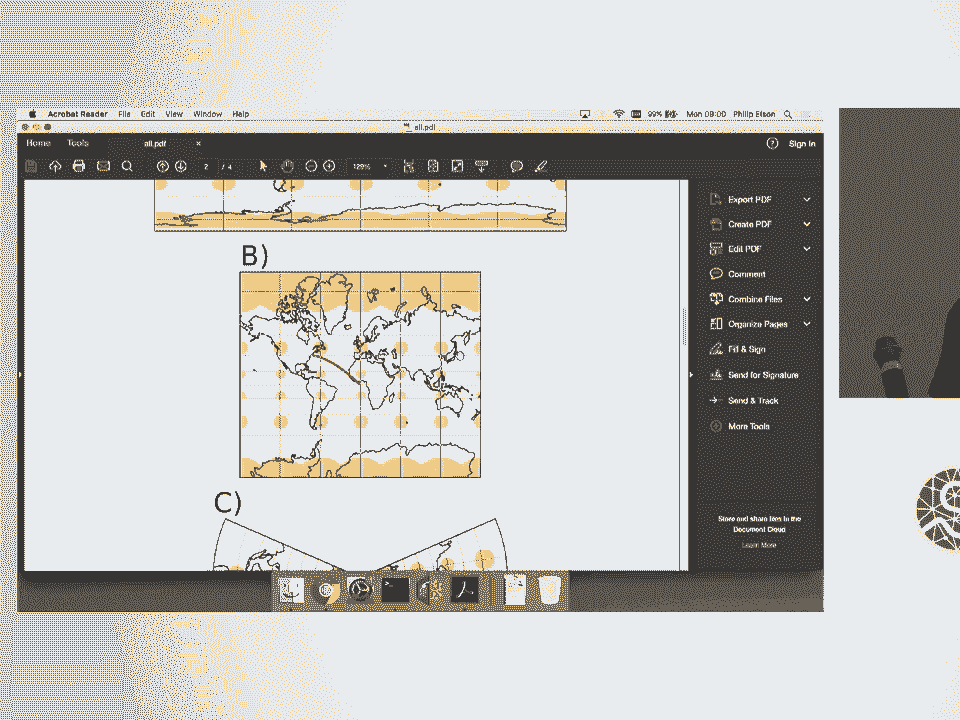 Acrobat Reader File Edit View Window Help 99% Mon 09:00 Philip Elson
all.pdf
Home Tools all.pdf × ? Sign In
2 / 4 129%
Export PDF
Create PDF
Edit PDF
B)
Comment
Combine Files
Organize Pages
Fill & Sign
Send for Signature
Send & Track
More Tools
C)
Store and share files in the
Document Cloud
Learn More